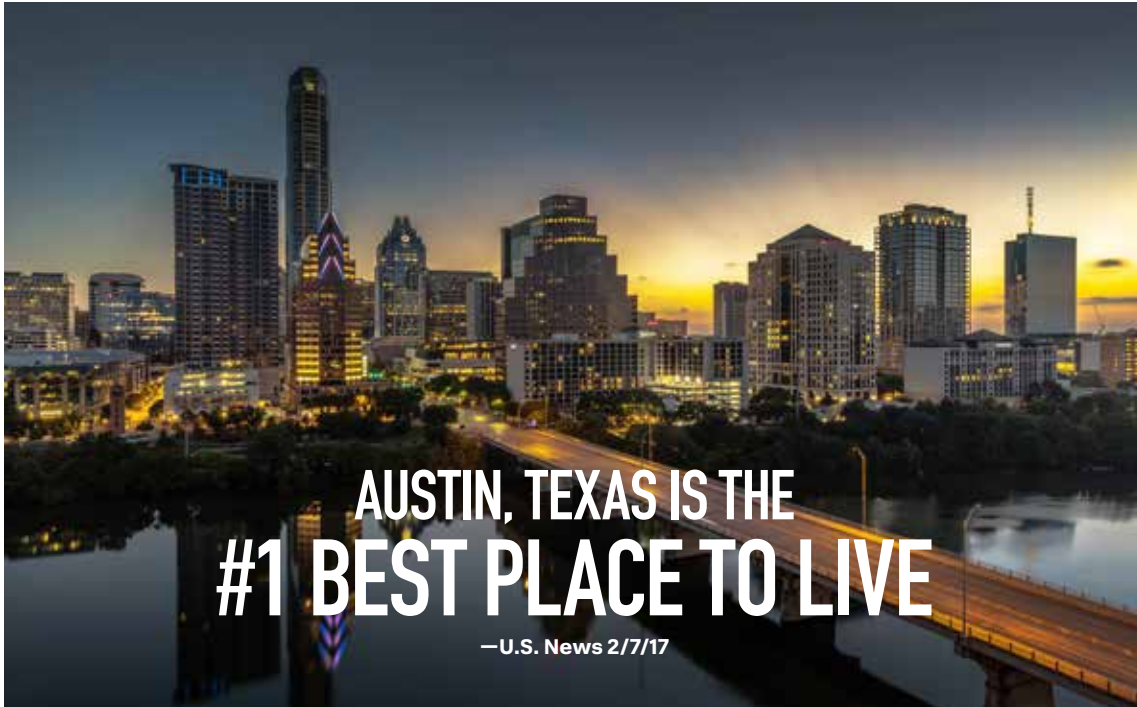 AUSTIN, TEXAS IS THE
#1 BEST PLACE TO LIVE
—U.S. News 2/7/17